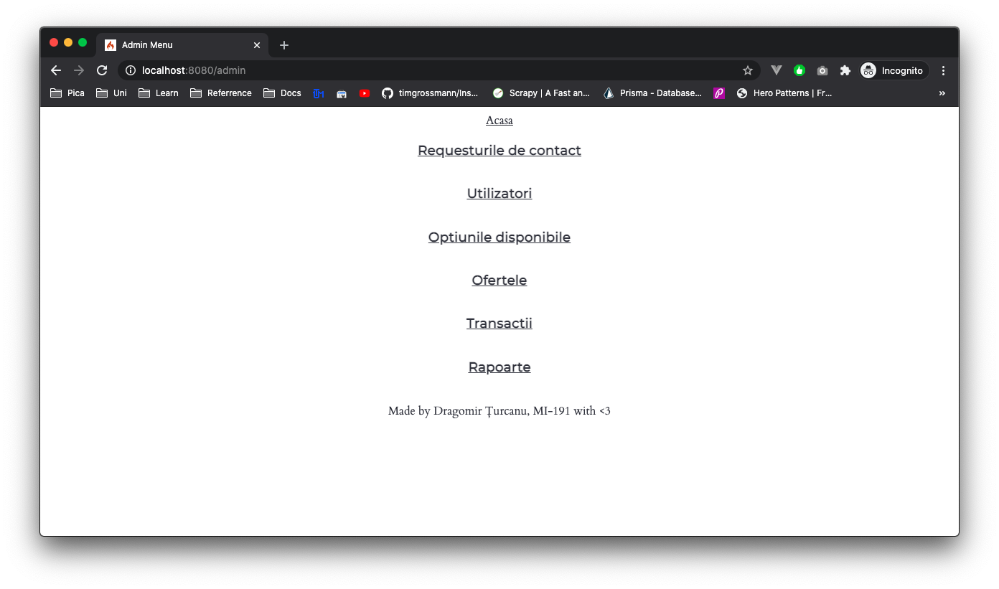 Admin Menu
localhost:8080/admin
Incognito
Pica Uni Learn Referrence Docs timgrossmann/Ins... Scrapy | A Fast an... Prisma - Database... Hero Patterns | Fr... »
Acasa
Requesturile de contact
Utilizatori
Optiunile disponibile
Ofertele
Transactii
Rapoarte
Made by Dragomir Țurcanu, MI-191 with <3